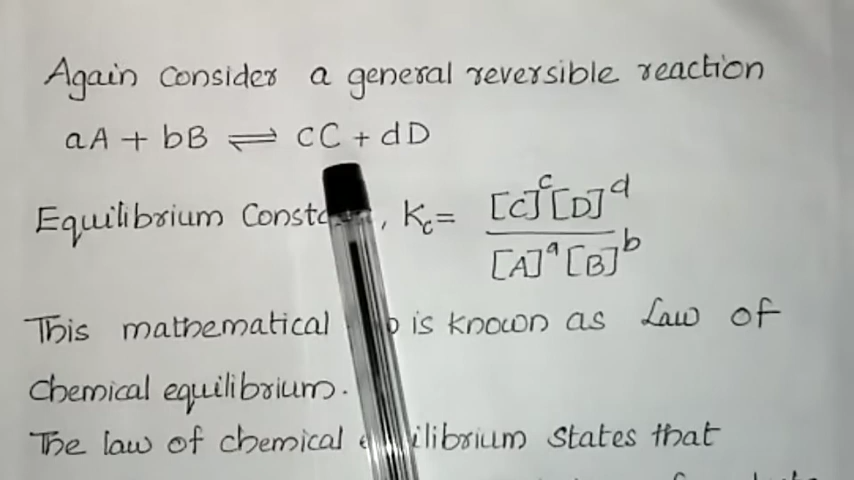 Again consider a general reversible reaction
aA + bB ⇌ cC + dD
Equilibrium , Kc = [C]^c [D]^d / [A]^a [B]^b
This mathematical is known as Law of
Chemical equilibrium.
The law of chemical states that